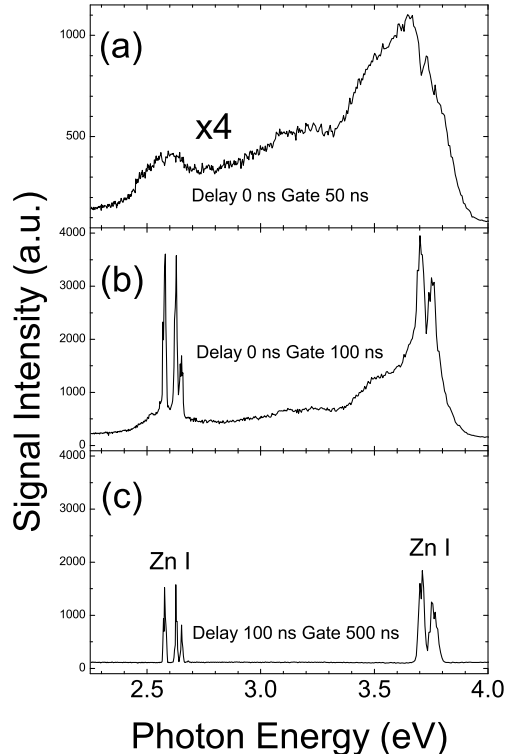 (a)
1000
x4
500
Delay 0 ns Gate 50 ns
4000
(b)
3000
Delay 0 ns Gate 100 ns
2000
1000
0
4000
(c)
3000
Zn I
Zn I
2000
Delay 100 ns Gate 500 ns
1000
0
2.5
3.0
3.5
4.0
Signal Intensity (a.u.)
Photon Energy (eV)